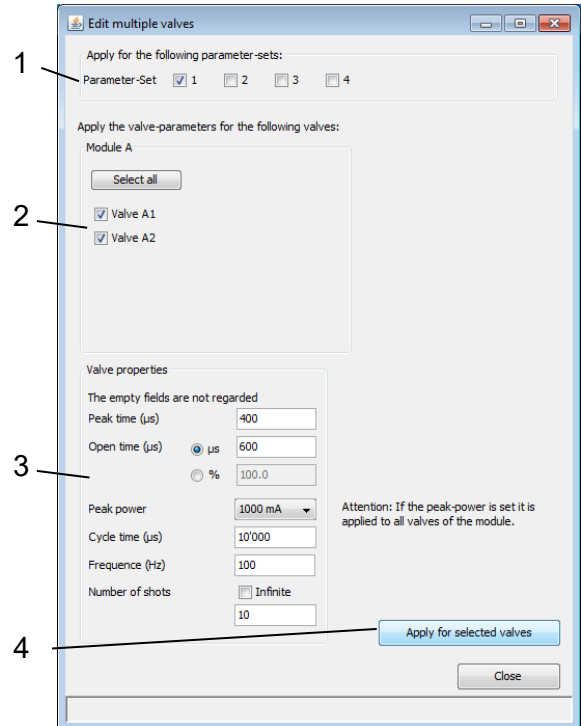 Edit multiple valves
Apply for the following parameter-sets:
1
Parameter-Set 1 2 3 4
Apply the valve-parameters for the following valves:
Module A
Select all
2
Valve A1
Valve A2
Valve properties
The empty fields are not regarded
Peak time (µs) 400
Open time (µs) µs 600
3
% 100.0
Peak power 1000 mA
Attention: If the peak-power is set it is
applied to all valves of the module.
Cycle time (µs) 10'000
Frequence (Hz) 100
Number of shots Infinite
10
4
Apply for selected valves
Close